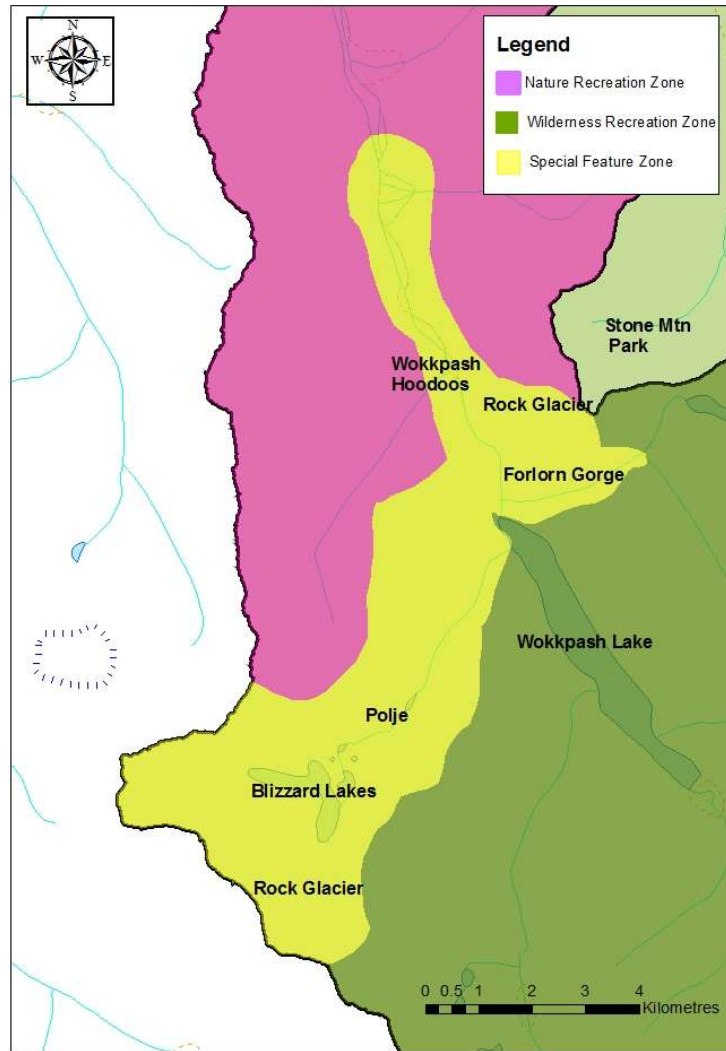 N
W E
S
Legend
Nature Recreation Zone
Wilderness Recreation Zone
Special Feature Zone
Stone Mtn
Park
Wokkpash
Hoodoos
Rock Glacier
Forlorn Gorge
Wokkpash Lake
Polje
Blizzard Lakes
Rock Glacier
0 0.5 1 2 3 4
Kilometres